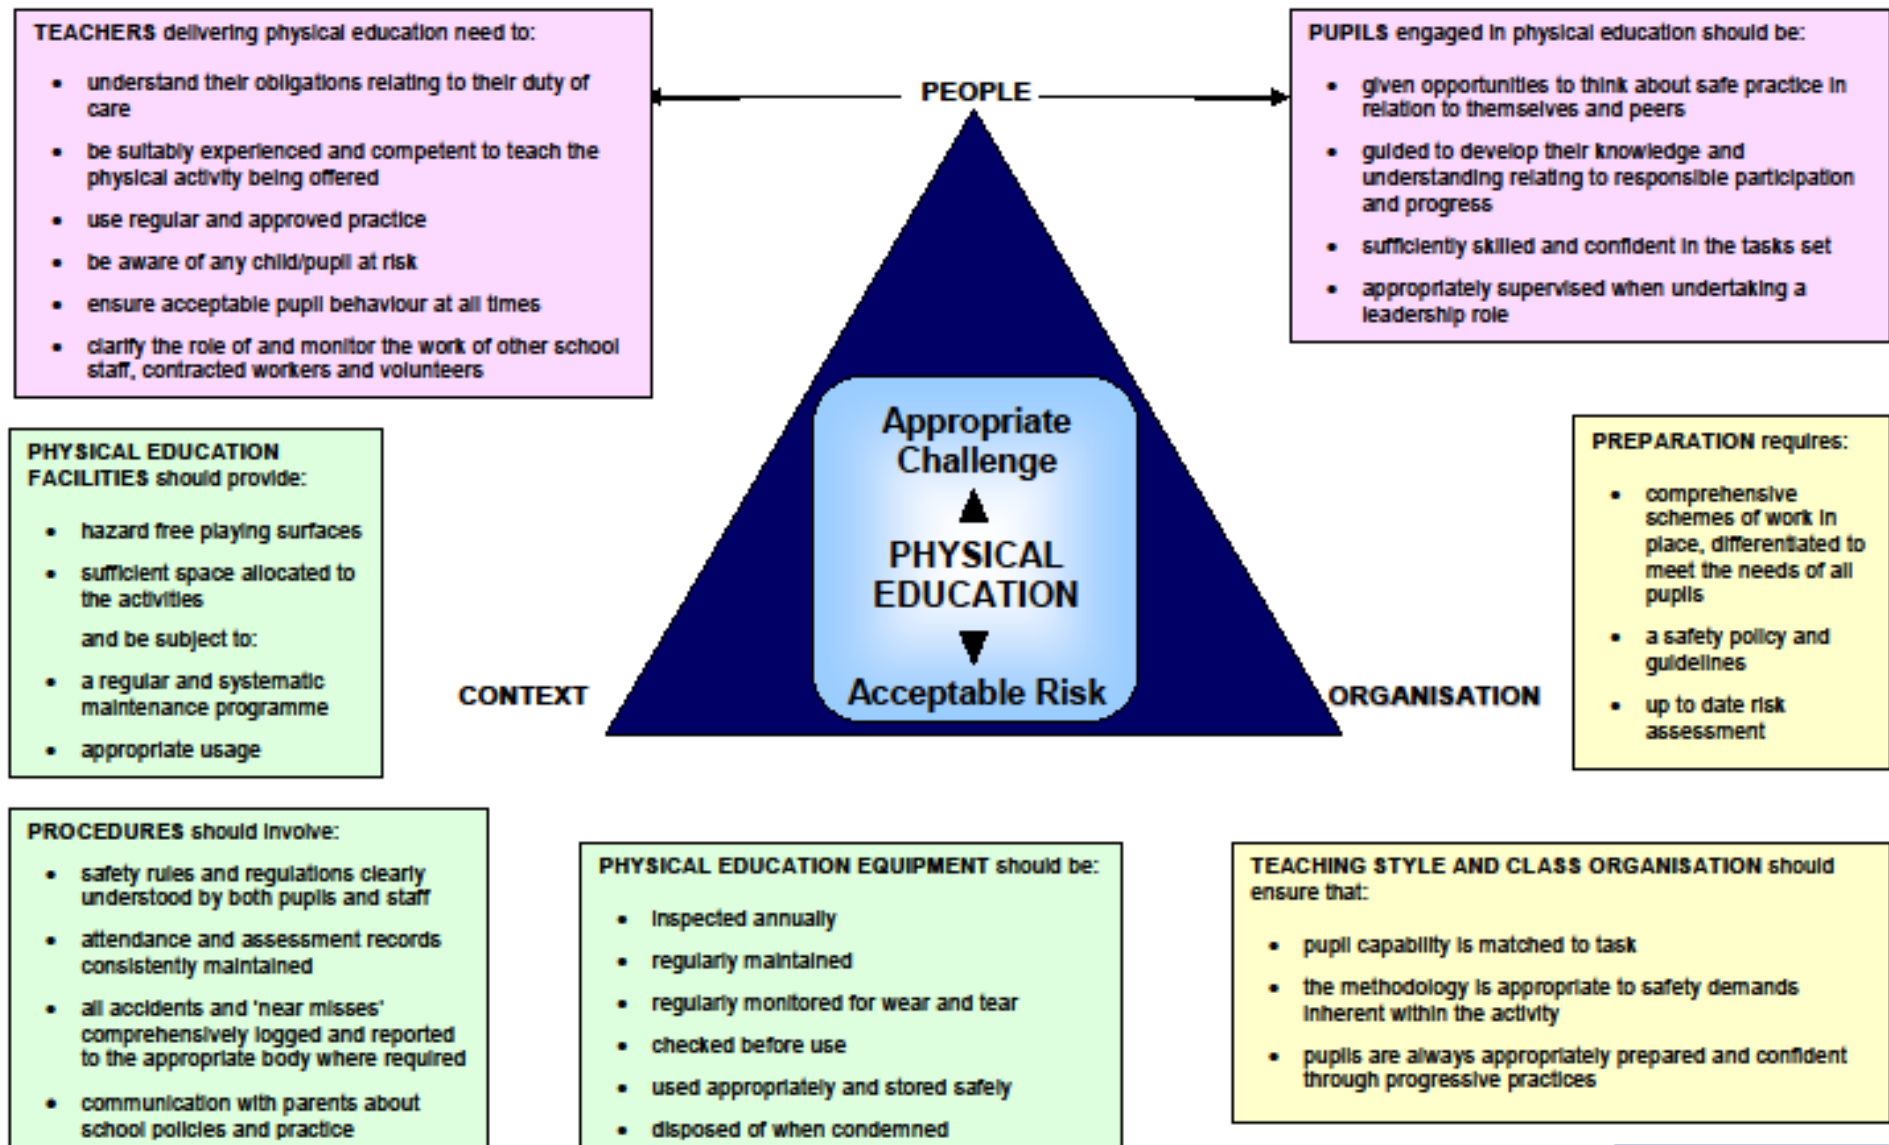 TEACHERS delivering physical education need to:
• understand their obligations relating to their duty of
care
• be suitably experienced and competent to teach the
physical activity being offered
• use regular and approved practice
• be aware of any child/pupil at risk
• ensure acceptable pupil behaviour at all times
• clarify the role of and monitor the work of other school
staff, contracted workers and volunteers
PEOPLE
PUPILS engaged in physical education should be:
• given opportunities to think about safe practice in
relation to themselves and peers
• guided to develop their knowledge and
understanding relating to responsible participation
and progress
• sufficiently skilled and confident in the tasks set
• appropriately supervised when undertaking a
leadership role
PHYSICAL EDUCATION
FACILITIES should provide:
• hazard free playing surfaces
• sufficient space allocated to
the activities
and be subject to:
• a regular and systematic
maintenance programme
• appropriate usage
CONTEXT
Appropriate
Challenge
PHYSICAL
EDUCATION
Acceptable Risk
ORGANISATION
PREPARATION requires:
• comprehensive
schemes of work in
place, differentiated to
meet the needs of all
pupils
• a safety policy and
guidelines
• up to date risk
assessment
PROCEDURES should involve:
• safety rules and regulations clearly
understood by both pupils and staff
• attendance and assessment records
consistently maintained
• all accidents and 'near misses'
comprehensively logged and reported
to the appropriate body where required
• communication with parents about
school policies and practice
PHYSICAL EDUCATION EQUIPMENT should be:
• inspected annually
• regularly maintained
• regularly monitored for wear and tear
• checked before use
• used appropriately and stored safely
• disposed of when condemned
TEACHING STYLE AND CLASS ORGANISATION should
ensure that:
• pupil capability is matched to task
• the methodology is appropriate to safety demands
inherent within the activity
• pupils are always appropriately prepared and confident
through progressive practices